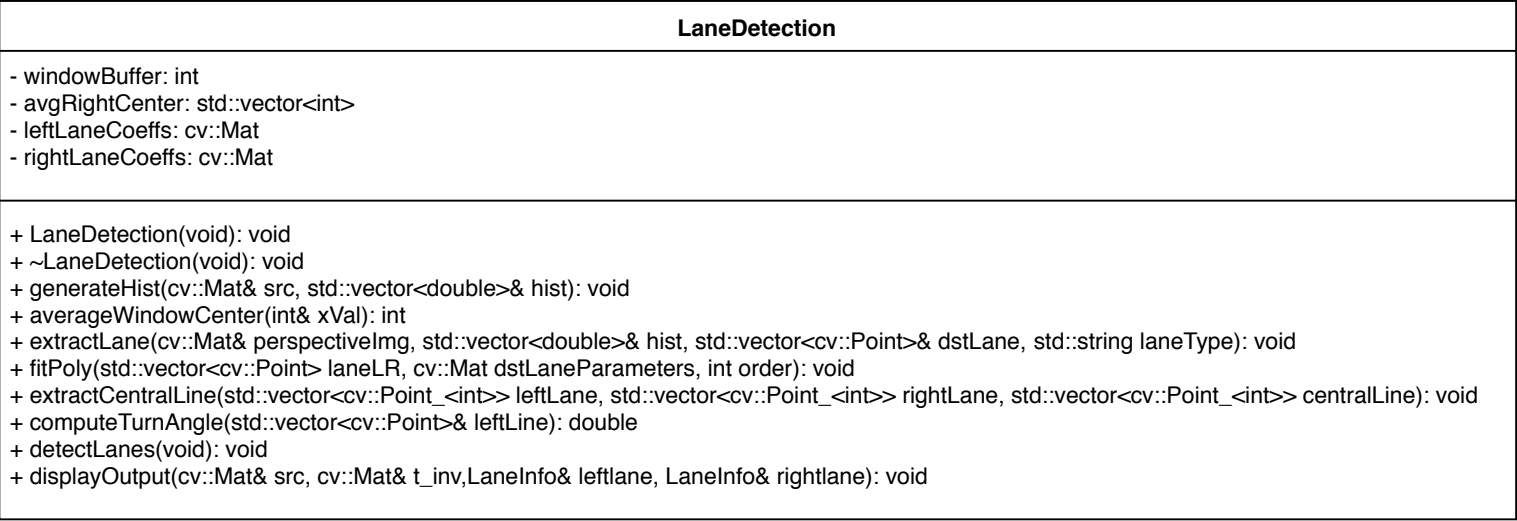 LaneDetection
- windowBuffer: int
- avgRightCenter: std::vector<int>
- leftLaneCoeffs: cv::Mat
- rightLaneCoeffs: cv::Mat
+ LaneDetection(void): void
+ ~LaneDetection(void): void
+ generateHist(cv::Mat& src, std::vector<double>& hist): void
+ averageWindowCenter(int& xVal): int
+ extractLane(cv::Mat& perspectiveImg, std::vector<double>& hist, std::vector<cv::Point>& dstLane, std::string laneType): void
+ fitPoly(std::vector<cv::Point> laneLR, cv::Mat dstLaneParameters, int order): void
+ extractCentralLine(std::vector<cv::Point_<int>> leftLane, std::vector<cv::Point_<int>> rightLane, std::vector<cv::Point_<int>> centralLine): void
+ computeTurnAngle(std::vector<cv::Point>& leftLine): double
+ detectLanes(void): void
+ displayOutput(cv::Mat& src, cv::Mat& t_inv,LaneInfo& leftlane, LaneInfo& rightlane): void